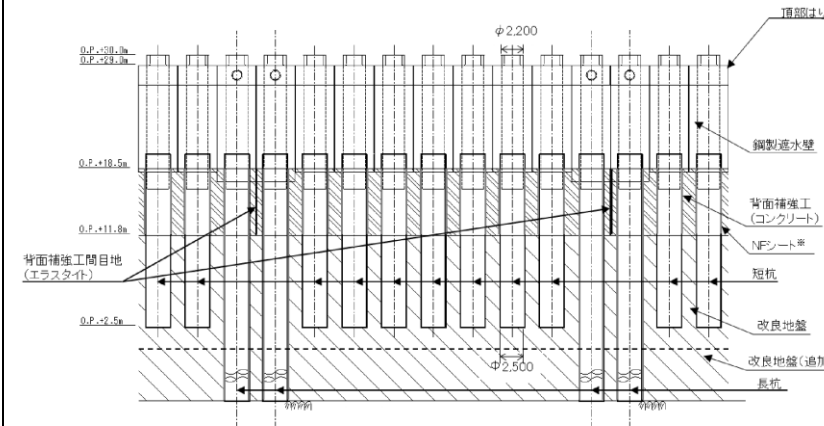 頂部はり
φ2,200
O.P.+30.0m
O.P.+29.0m
鋼製遮水壁
O.P.+18.5m
背面補強工
(コンクリート)
O.P.+11.8m
NFシート※
背面補強工間目地
(エラスタイト)
短杭
O.P.-2.5m
改良地盤
改良地盤(追加
φ2,500
長杭